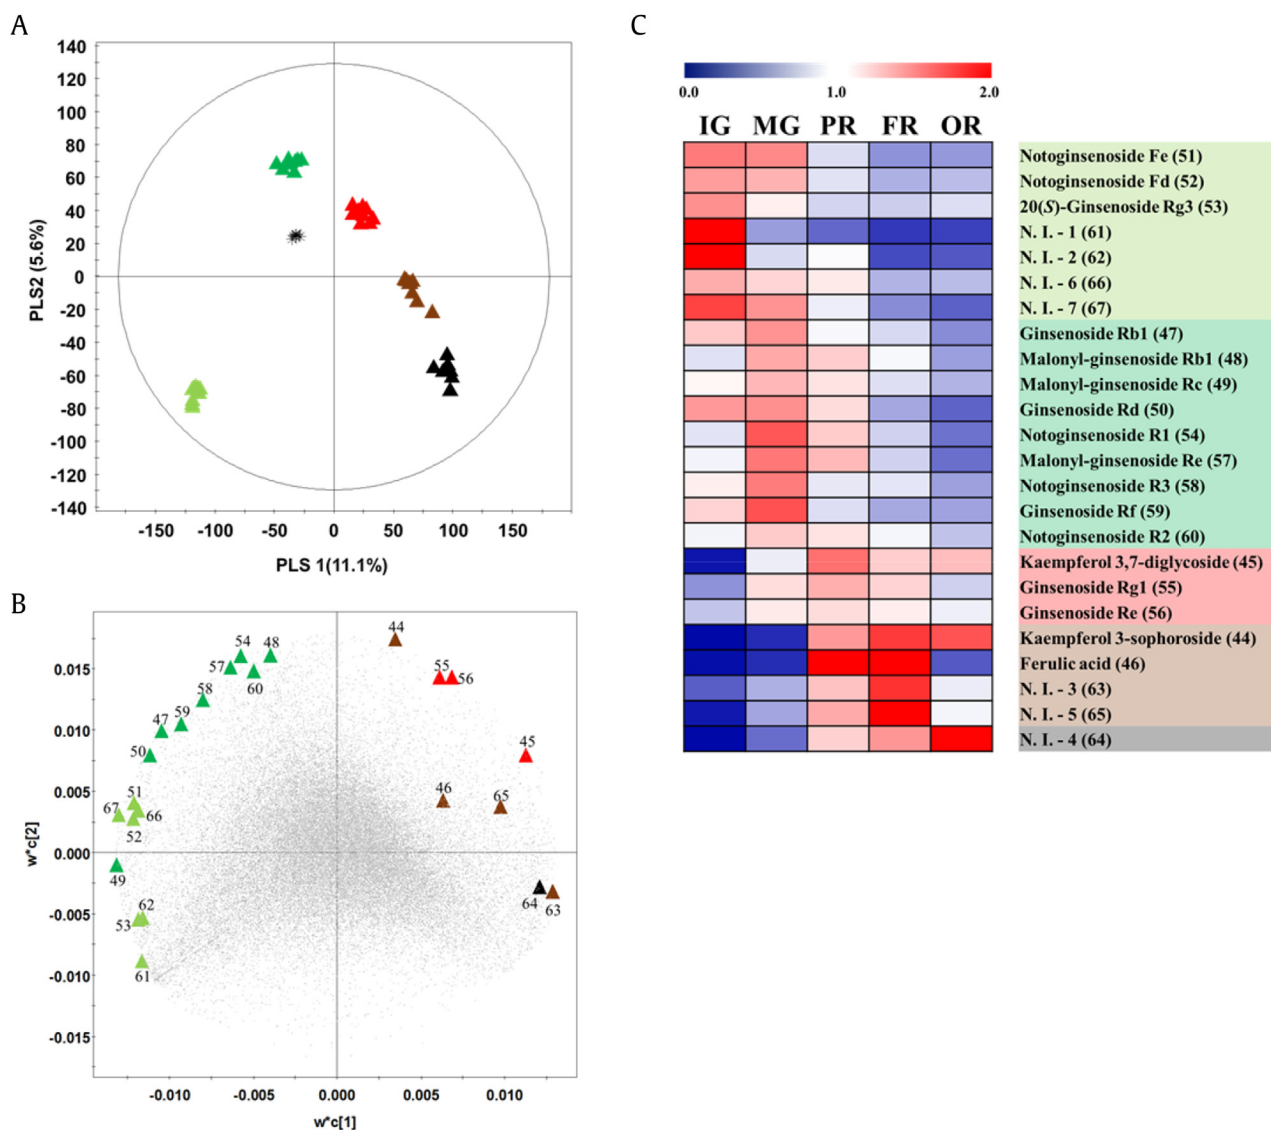 A
140
120
100
80
60
40
20
0
-20
-40
-60
-80
-100
-120
-140
PLS2 (5.6%)
-150 -100 -50 0 50 100 150
PLS 1(11.1%)
B
0.015
0.010
0.005
0.000
-0.005
-0.010
-0.015
w*c[2]
44
54 48
57
60
55 56
58
59
47
50
45
51
46
65
67 66
52
49
64 63
62
53
61
-0.010 -0.005 0.000 0.005 0.010
w*c[1]
C
0.0 1.0 2.0
IG MG PR FR OR
Notoginsenoside Fe (51)
Notoginsenoside Fd (52)
20(S)-Ginsenoside Rg3 (53)
N. I. - 1 (61)
N. I. - 2 (62)
N. I. - 6 (66)
N. I. - 7 (67)
Ginsenoside Rb1 (47)
Malonyl-ginsenoside Rb1 (48)
Malonyl-ginsenoside Rc (49)
Ginsenoside Rd (50)
Notoginsenoside R1 (54)
Malonyl-ginsenoside Re (57)
Notoginsenoside R3 (58)
Ginsenoside Rf (59)
Notoginsenoside R2 (60)
Kaempferol 3,7-diglycoside (45)
Ginsenoside Rg1 (55)
Ginsenoside Re (56)
Kaempferol 3-sophoroside (44)
Ferulic acid (46)
N. I. - 3 (63)
N. I. - 5 (65)
N. I. - 4 (64)